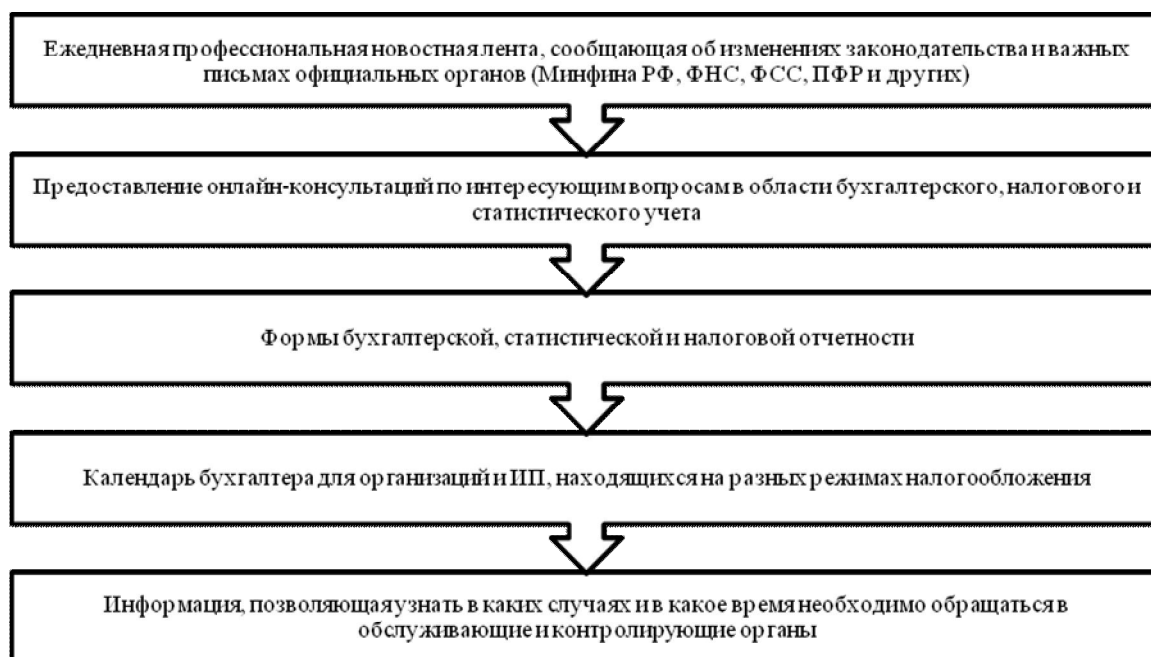 Ежедневная профессиональная новостная лента, сообщающая об изменениях законодательства и важных
письмах официальных органов (Минфина РФ, ФНС, ФСС, ПФР и других)
Предоставление онлайн-консультаций по интересующим вопросам в области бухгалтерского, налогового и
статистического учета
Формы бухгалтерской, статистической и налоговой отчетности
Календарь бухгалтера для организаций и ИП, находящихся на разных режимах налогообложения
Информация, позволяющая узнать в каких случаях и в какое время необходимо обращаться в
обслуживающие и контролирующие органы